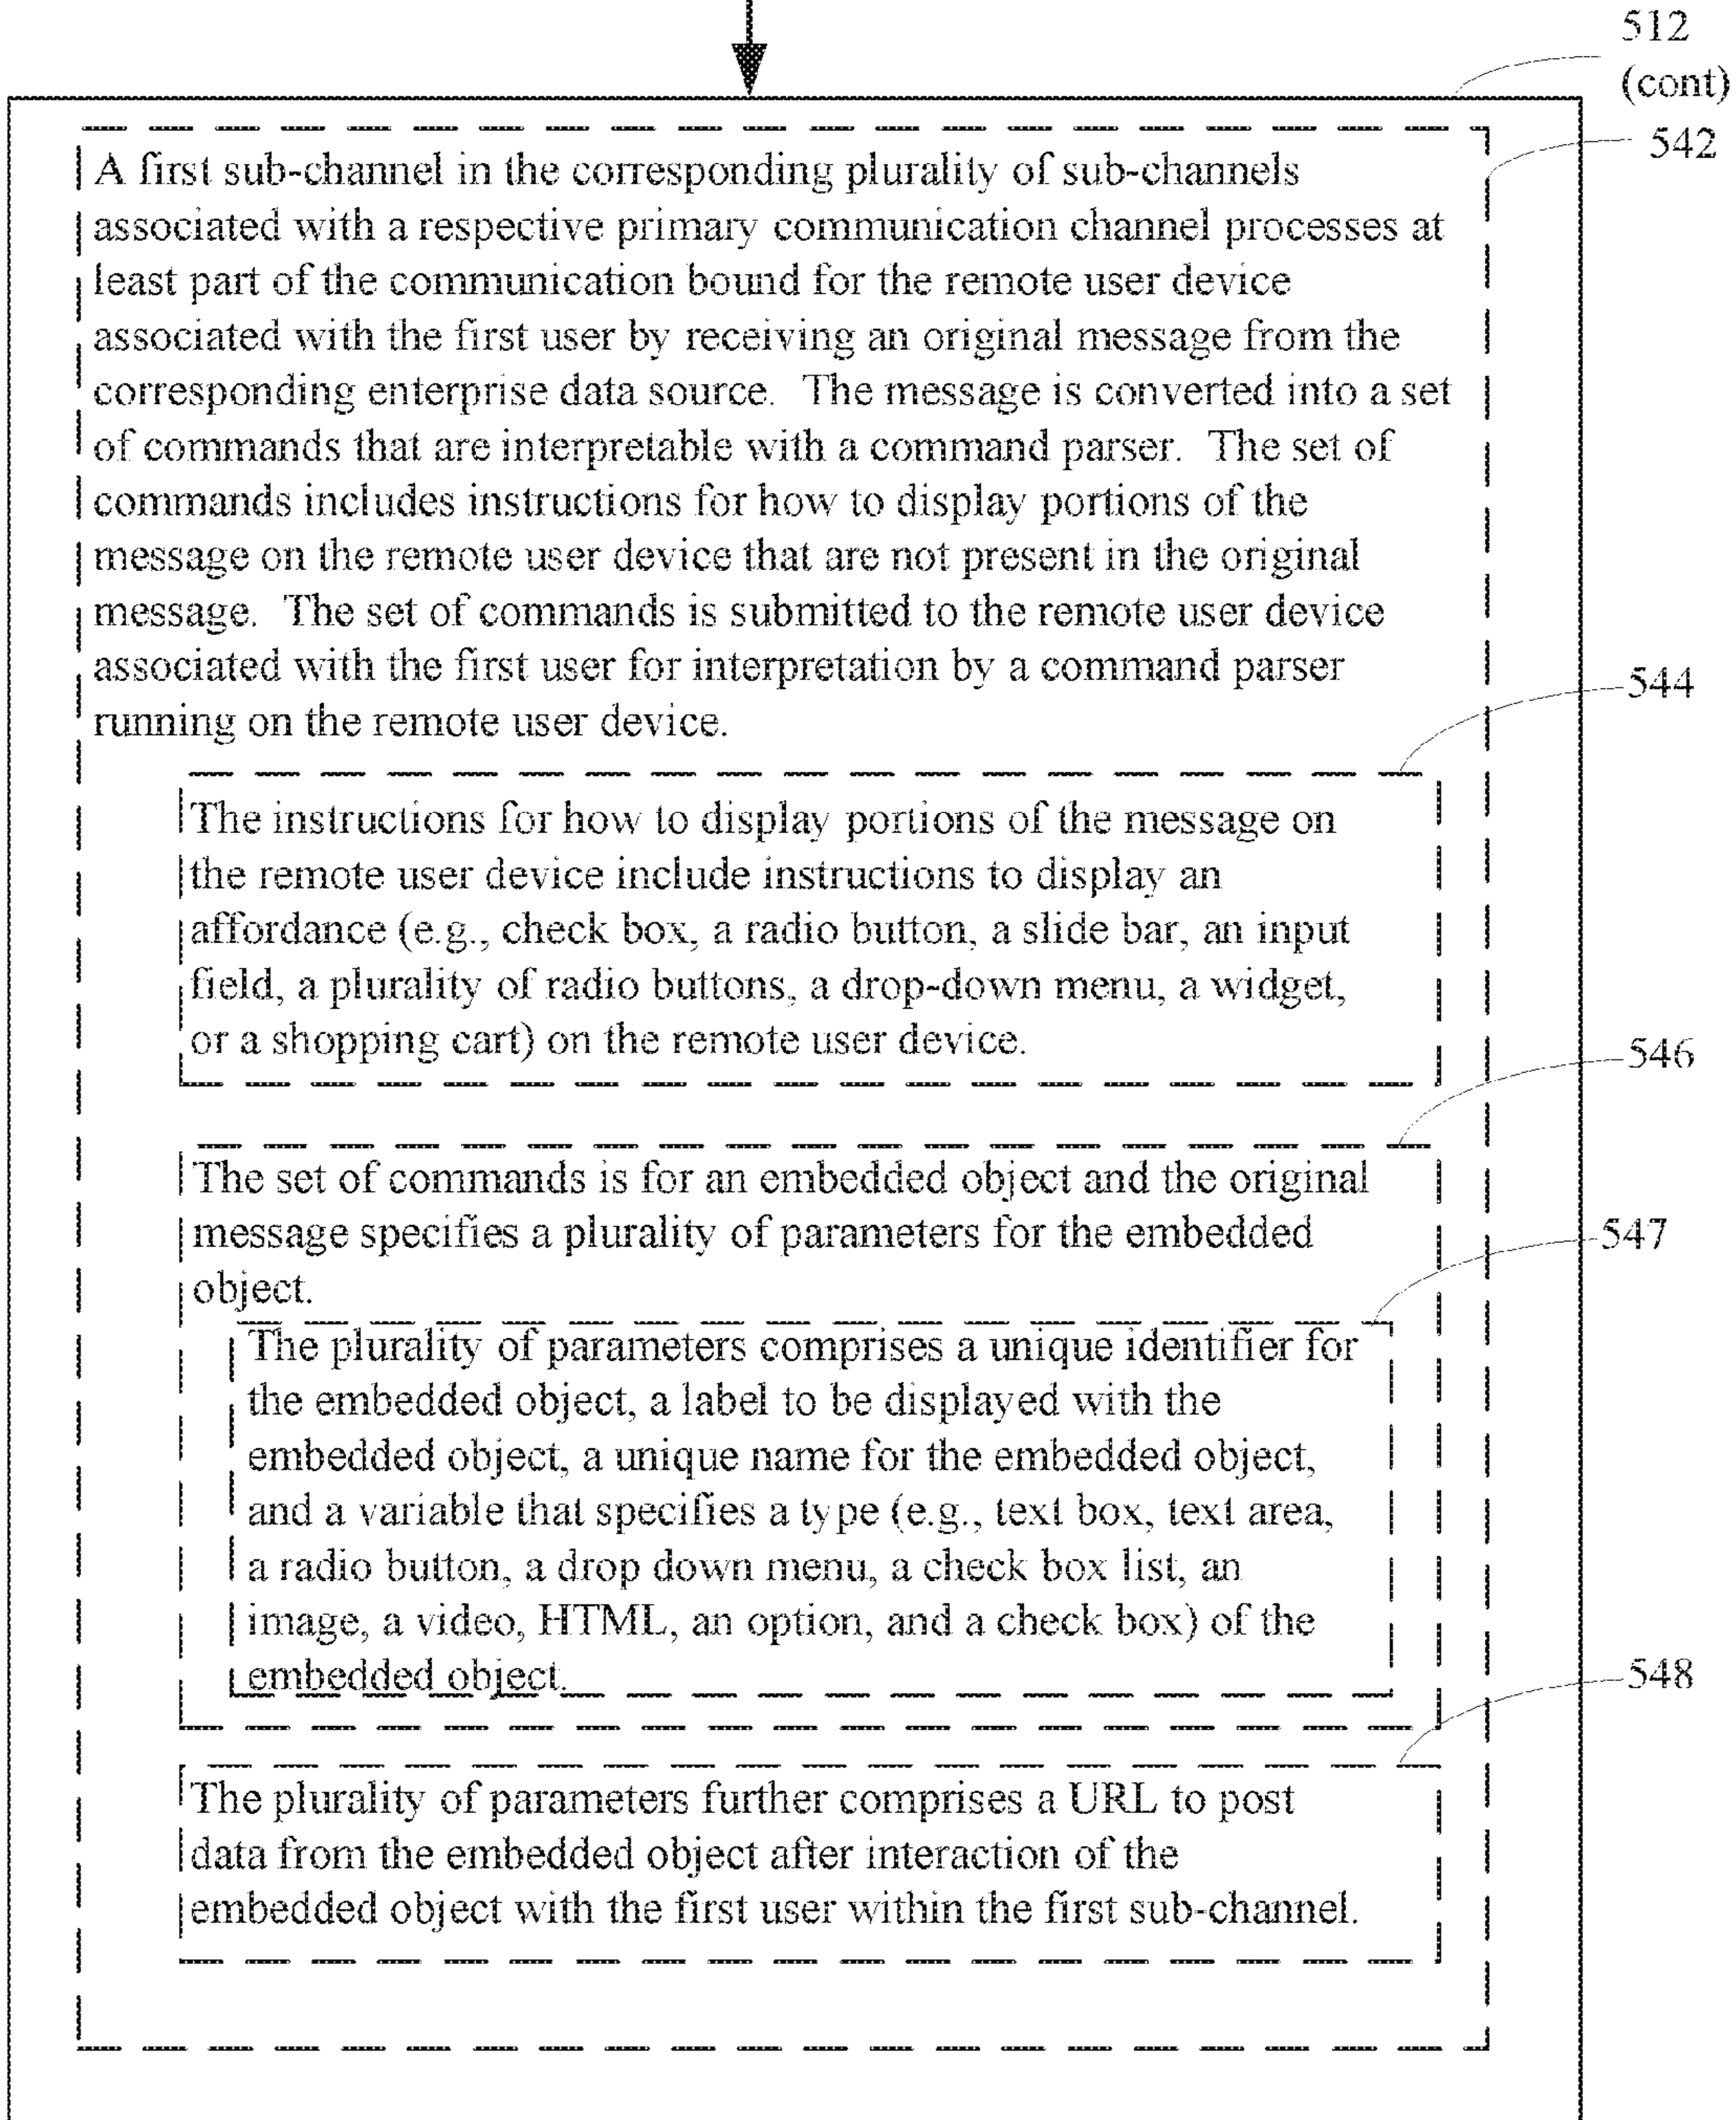 512
(cont)
542
A first sub-channel in the corresponding plurality of sub-channels
associated with a respective primary communication channel processes at
least part of the communication bound for the remote user device
associated with the first user by receiving an original message from the
corresponding enterprise data source.  The message is converted into a set
of commands that are interpretable with a command parser.  The set of
commands includes instructions for how to display portions of the
message on the remote user device that are not present in the original
message.  The set of commands is submitted to the remote user device
associated with the first user for interpretation by a command parser
running on the remote user device.
544
The instructions for how to display portions of the message on
the remote user device include instructions to display an
affordance (e.g., check box, a radio button, a slide bar, an input
field, a plurality of radio buttons, a drop-down menu, a widget,
or a shopping cart) on the remote user device.
546
The set of commands is for an embedded object and the original
message specifies a plurality of parameters for the embedded
object.
547
The plurality of parameters comprises a unique identifier for
the embedded object, a label to be displayed with the
embedded object, a unique name for the embedded object,
and a variable that specifies a type (e.g., text box, text area,
a radio button, a drop down menu, a check box list, an
image, a video, HTML, an option, and a check box) of the
embedded object.
548
The plurality of parameters further comprises a URL to post
data from the embedded object after interaction of the
embedded object with the first user within the first sub-channel.